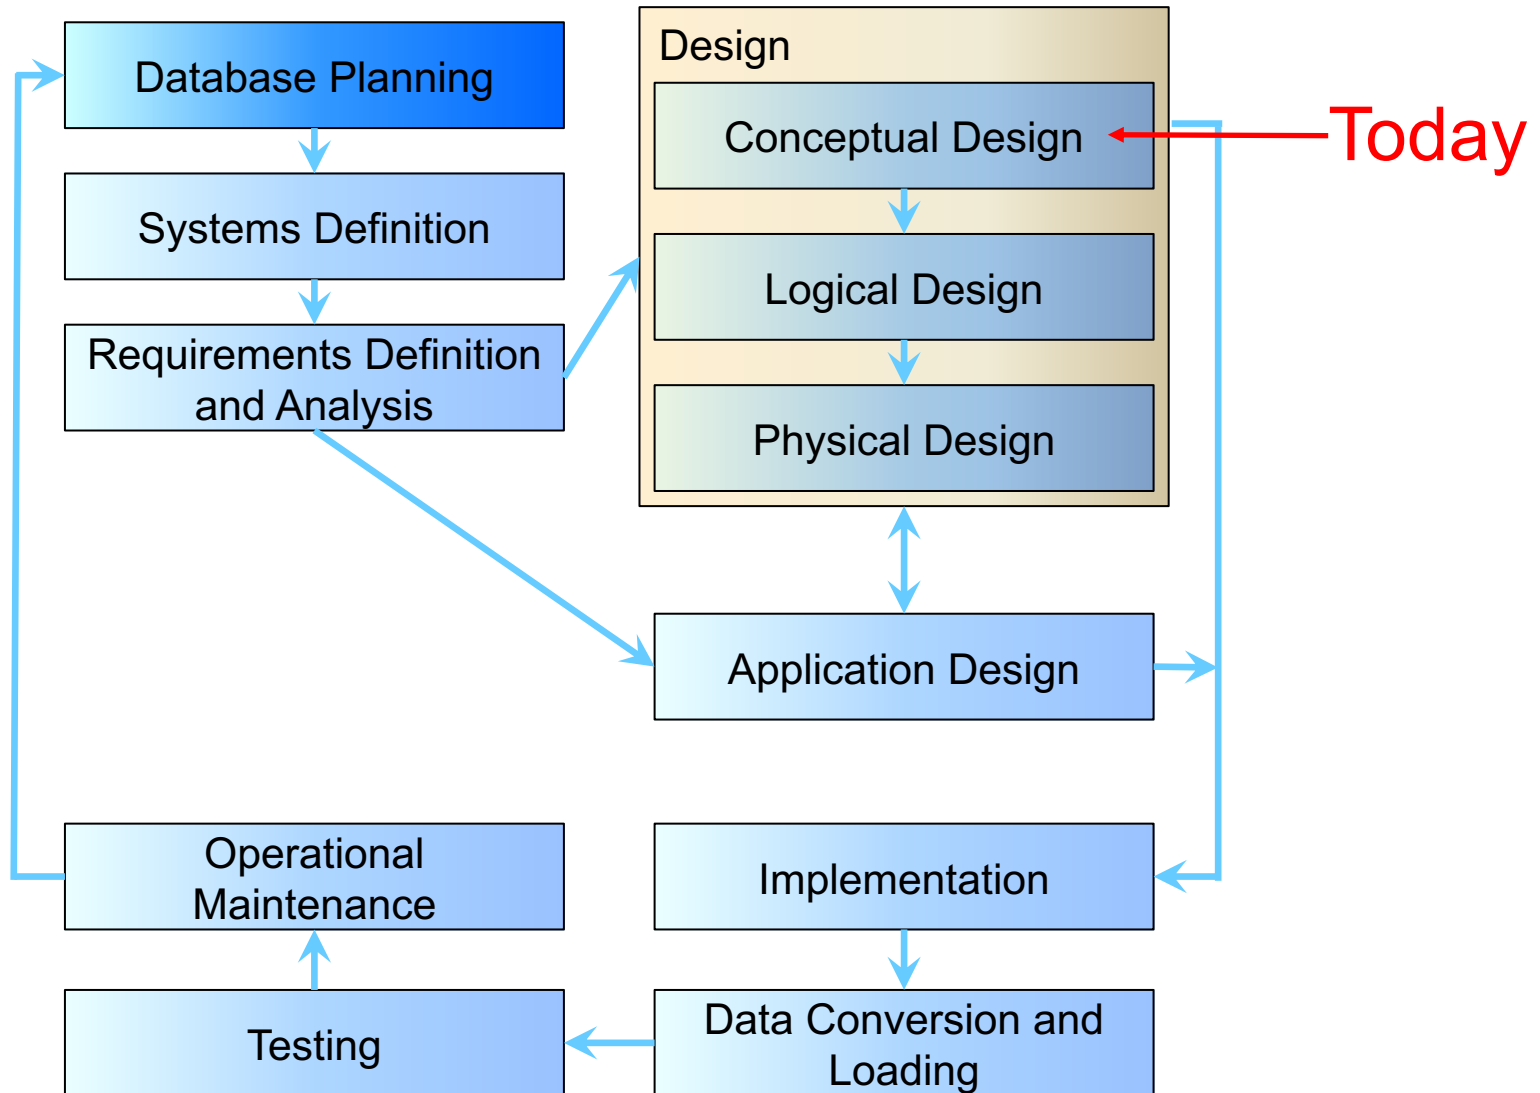 Database Planning
Systems Definition
Requirements Definition
and Analysis
Design
Conceptual Design
Today
Logical Design
Physical Design
Application Design
Operational
Maintenance
Implementation
Testing
Data Conversion and
Loading